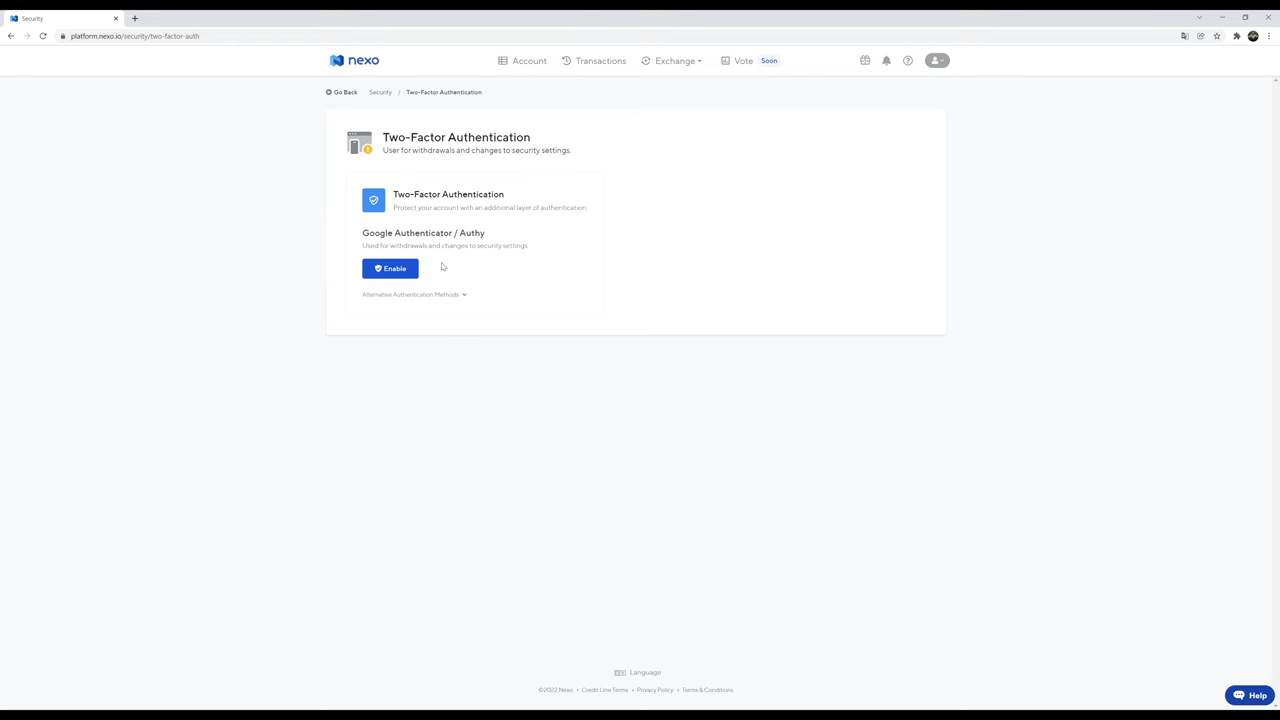 Security
platform.nexo.io/security/two-factor-auth
nexo
Account
Transactions
Exchange
Vote
Soon
Go Back
Security / Two-Factor Authentication
Two-Factor Authentication
User for withdrawals and changes to security settings.
Two-Factor Authentication
Protect your account with an additional layer of authentication
Google Authenticator / Authy
Used for withdrawals and changes to security settings
Enable
Alternative Authentication Methods
Language
©2022 Nexo • Credit Line Terms • Privacy Policy • Terms & Conditions
Help